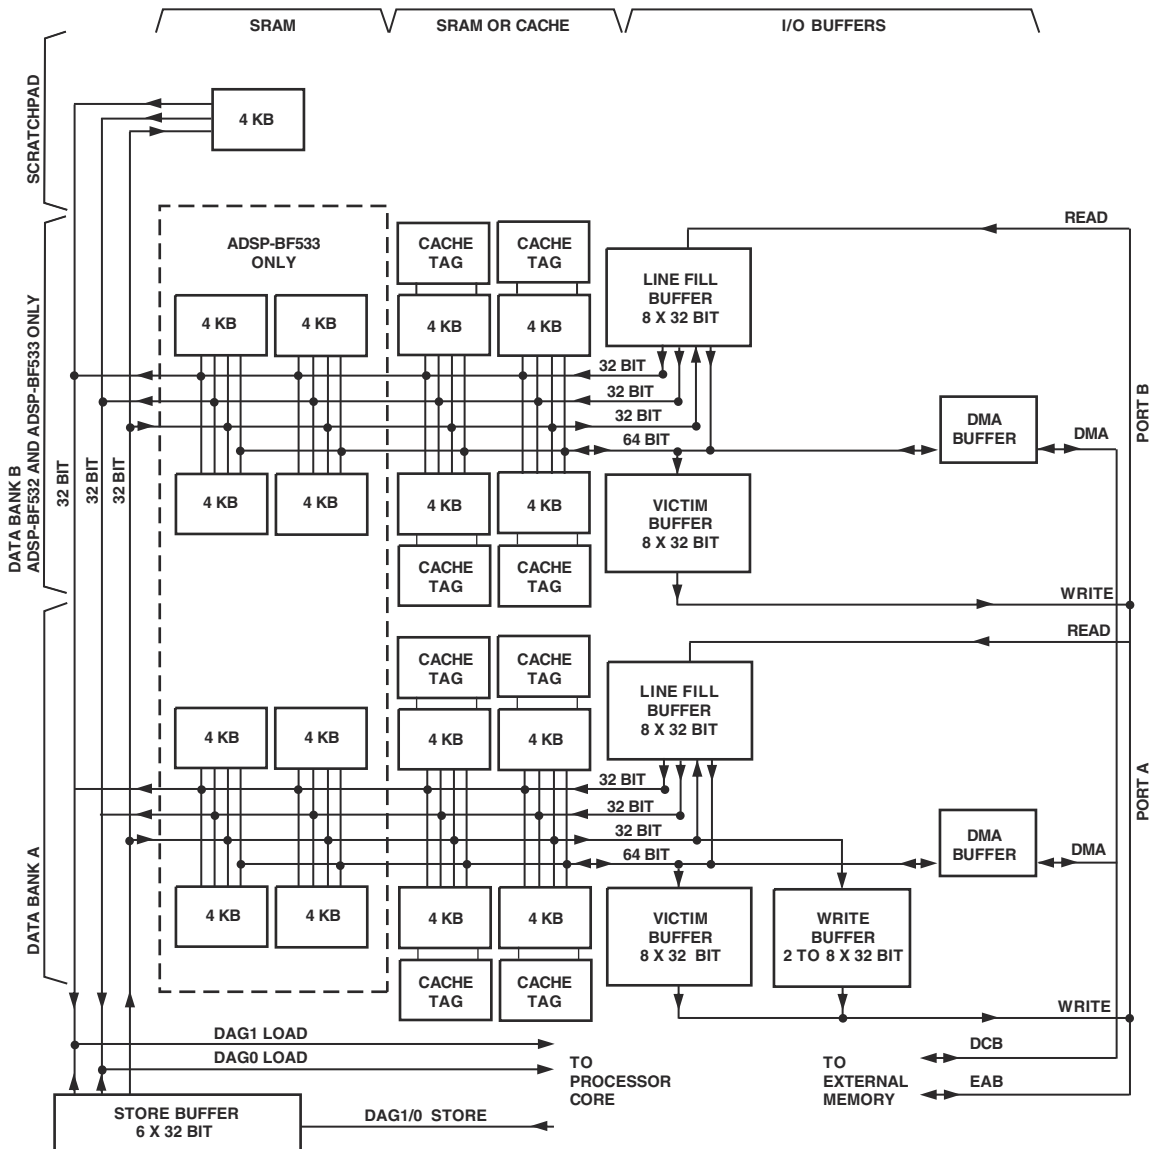 SRAM
SRAM OR CACHE
I/O BUFFERS
SCRATCHPAD
4 KB
DATA BANK B
ADSP-BF532 AND ADSP-BF533 ONLY
ADSP-BF533
ONLY
CACHE
TAG
CACHE
TAG
LINE FILL
BUFFER
8 X 32 BIT
READ
4 KB
4 KB
4 KB
4 KB
32 BIT
32 BIT
32 BIT
64 BIT
DMA
BUFFER
DMA
PORT B
32 BIT
32 BIT
32 BIT
4 KB
4 KB
4 KB
4 KB
VICTIM
BUFFER
8 X 32 BIT
CACHE
TAG
CACHE
TAG
WRITE
DATA BANK A
CACHE
TAG
CACHE
TAG
LINE FILL
BUFFER
8 X 32 BIT
READ
4 KB
4 KB
4 KB
4 KB
32 BIT
32 BIT
32 BIT
64 BIT
DMA
BUFFER
DMA
PORT A
4 KB
4 KB
4 KB
4 KB
VICTIM
BUFFER
8 X 32 BIT
WRITE
BUFFER
2 TO 8 X 32 BIT
CACHE
TAG
CACHE
TAG
WRITE
DAG1 LOAD
DAG0 LOAD
TO
PROCESSOR
CORE
TO
EXTERNAL
MEMORY
DCB
EAB
STORE BUFFER
6 X 32 BIT
DAG1/0 STORE